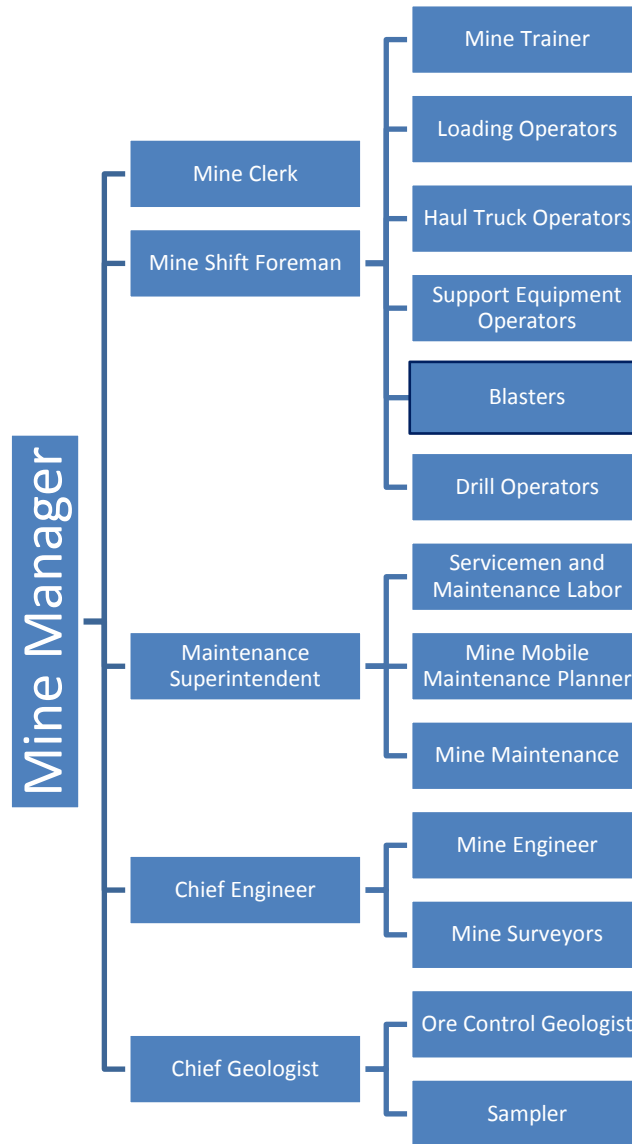 Mine Manager
Mine Clerk
Mine Shift Foreman
Mine Trainer
Loading Operators
Haul Truck Operators
Support Equipment
Operators
Blasters
Drill Operators
Maintenance
Superintendent
Servicemen and
Maintenance Labor
Mine Mobile
Maintenance Planner
Mine Maintenance
Chief Engineer
Mine Engineer
Mine Surveyors
Chief Geologist
Ore Control Geologist
Sampler